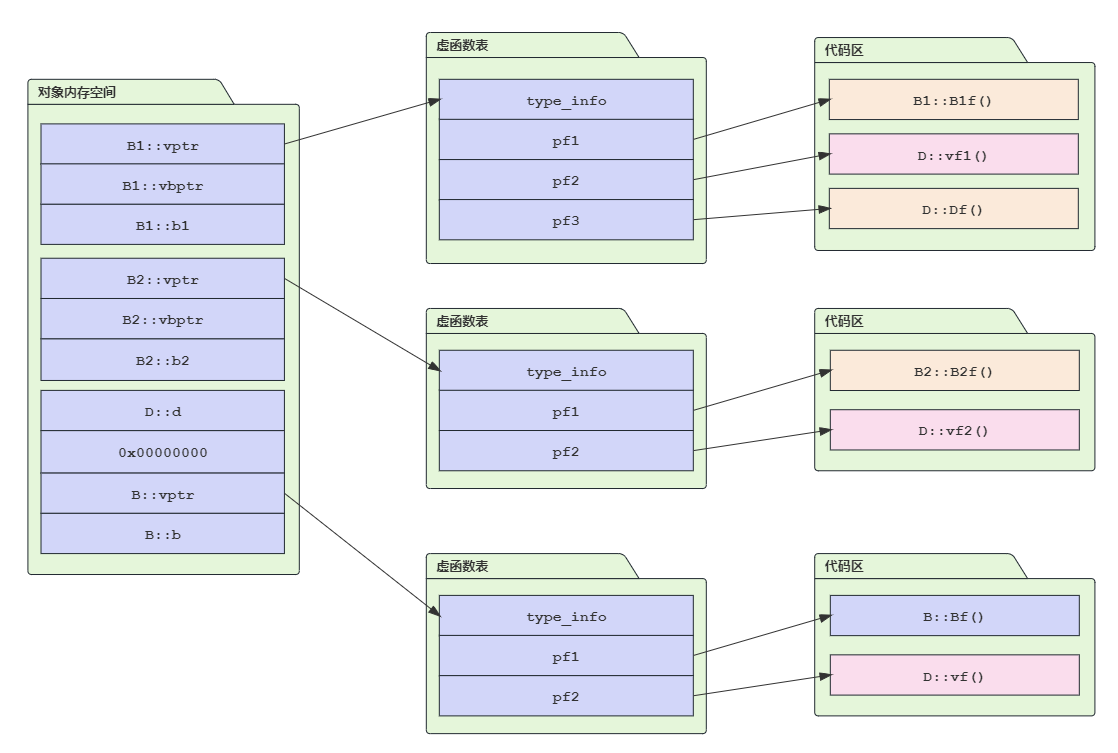 对象内存空间
B1::vptr
B1::vbptr
B1::b1
B2::vptr
B2::vbptr
B2::b2
D::d
0x00000000
B::vptr
B::b
虚函数表
type_info
pf1
pf2
pf3
代码区
B1::B1f()
D::vf1()
D::Df()
虚函数表
type_info
pf1
pf2
代码区
B2::B2f()
D::vf2()
虚函数表
type_info
pf1
pf2
代码区
B::Bf()
D::vf()